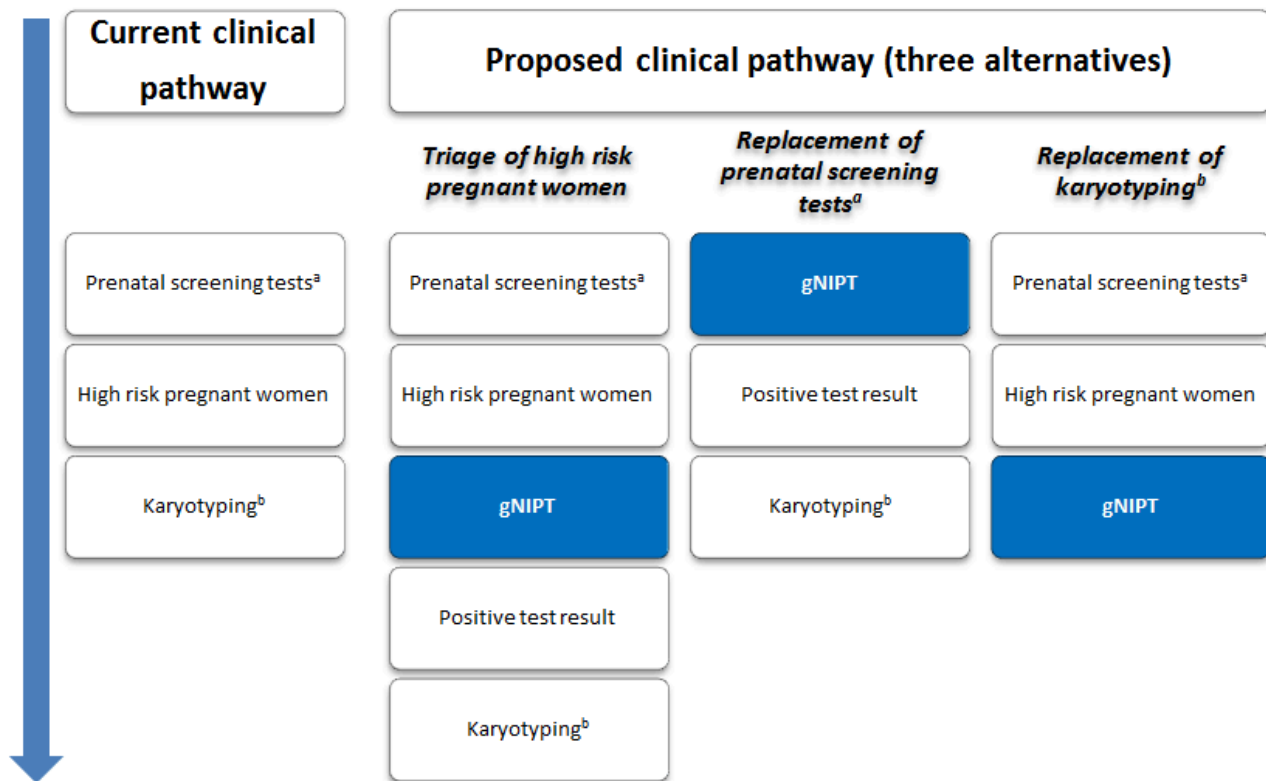 Current clinical
pathway
Proposed clinical pathway (three alternatives)
Triage of high risk
pregnant women
Replacement of
prenatal screening
testsᵃ
Replacement of
karyotypingᵇ
Prenatal screening testsᵃ
Prenatal screening testsᵃ
gNIPT
Prenatal screening testsᵃ
High risk pregnant women
High risk pregnant women
Positive test result
High risk pregnant women
Karyotypingᵇ
gNIPT
Karyotypingᵇ
gNIPT
Positive test result
Karyotypingᵇ